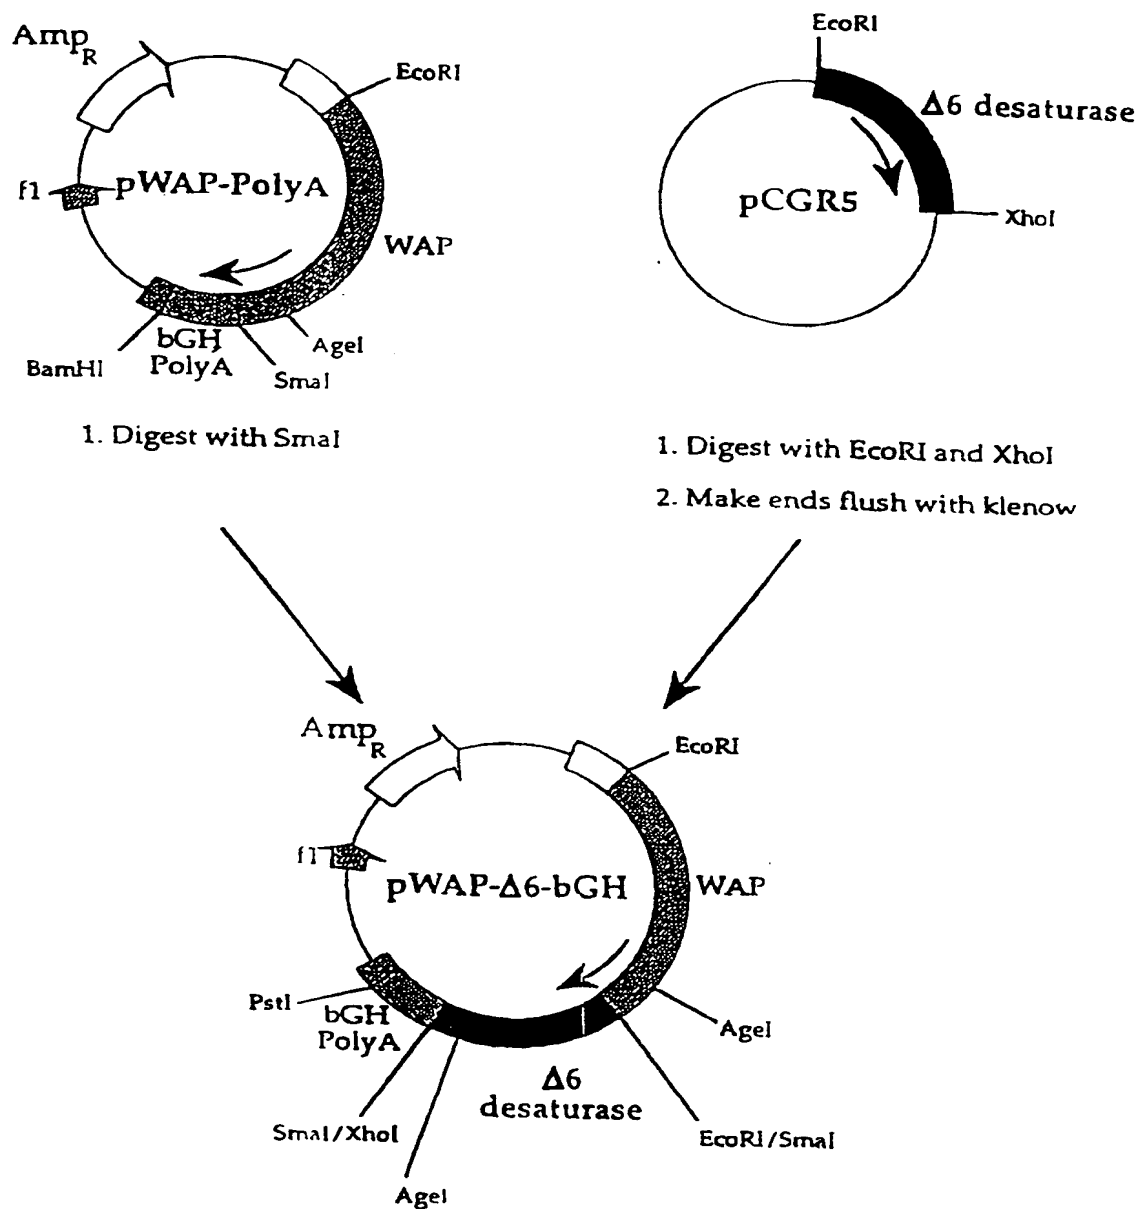 AmpR
EcoRI
f1
pWAP-PolyA
WAP
BamHI
bGH
PolyA
SmaI
AgeI
EcoRI
Δ6 desaturase
pCGR5
XhoI
1. Digest with SmaI
1. Digest with EcoRI and XhoI
2. Make ends flush with klenow
AmpR
EcoRI
f1
pWAP-Δ6-bGH
WAP
PstI
bGH
PolyA
AgeI
Δ6
desaturase
SmaI/XhoI
EcoRI/SmaI
AgeI